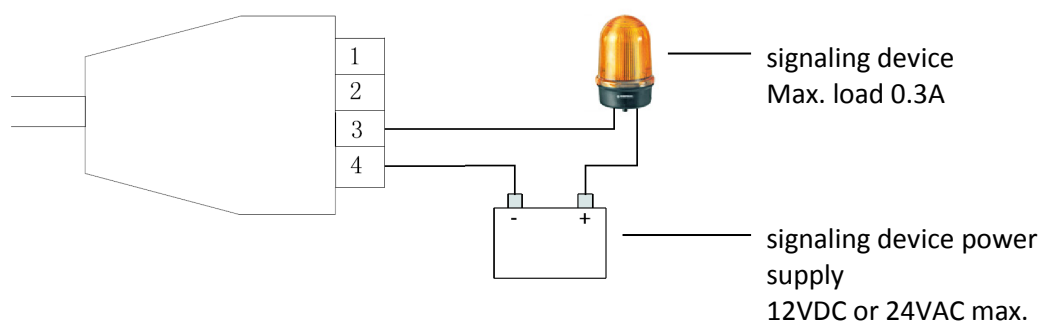 1
2
3
4
signaling device
Max. load 0.3A
- +
signaling device power
supply
12VDC or 24VAC max.